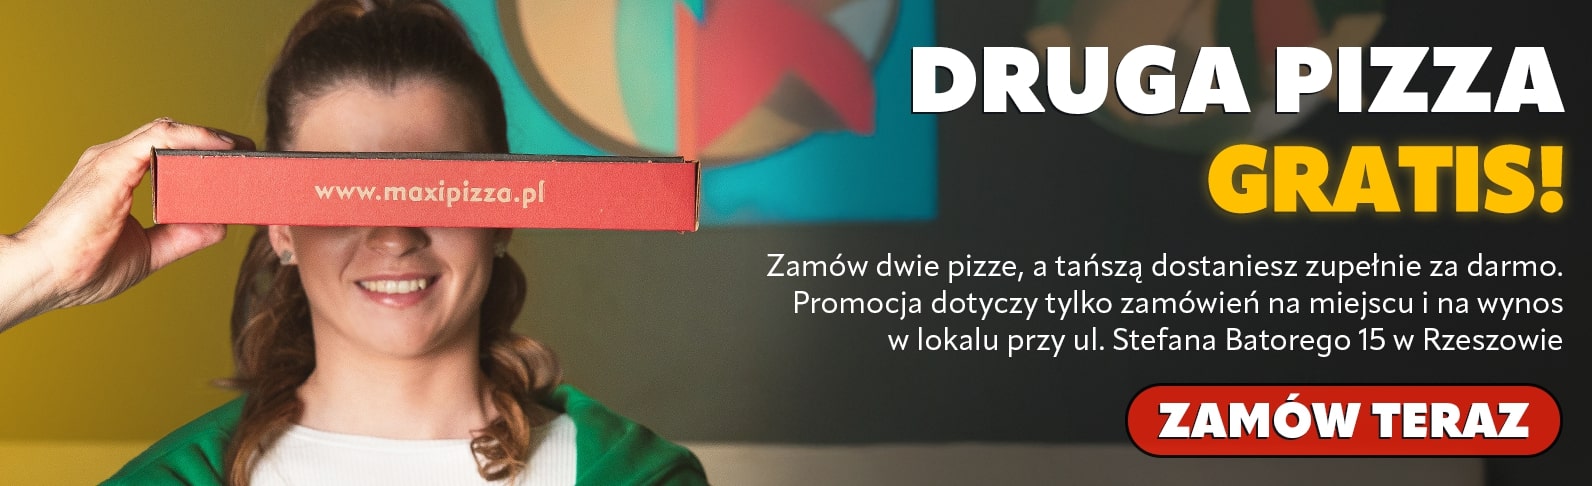 www.maxipizza.pl
DRUGA PIZZA
GRATIS!
Zamów dwie pizze, a tańszą dostaniesz zupełnie za darmo.
Promocja dotyczy tylko zamówień na miejscu i na wynos
w lokalu przy ul. Stefana Batorego 15 w Rzeszowie
ZAMÓW TERAZ